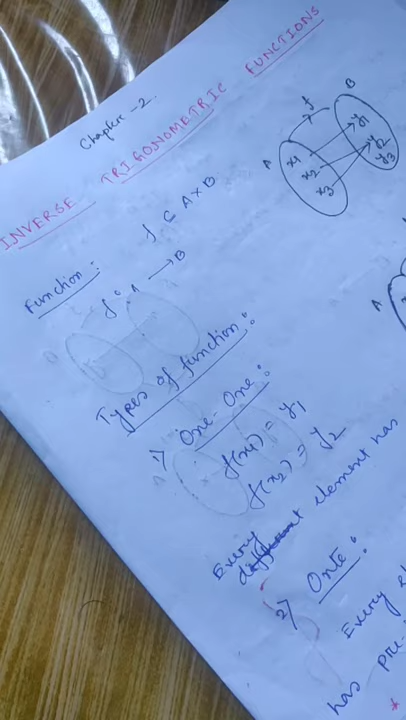 Chapter - 2
INVERSE TRIGONOMETRIC FUNCTIONS
Function:
f ⊂ A × B
f: A → B
A
f
B
x1
x2
x3
y1
y2
y3
Types of function:
1) One-One:
f(x1) = y1
f(x2) = y2
Every
element has
2) Onto:
Every
has pre-
A